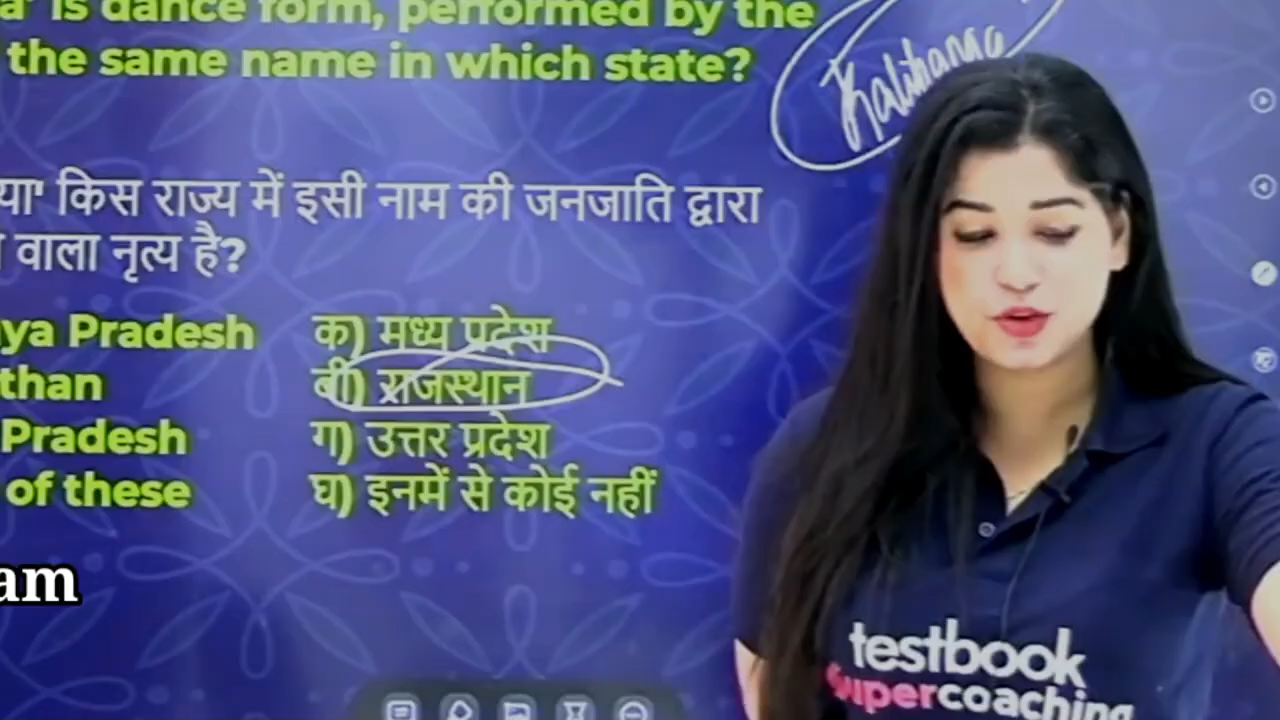 a' is dance form, performed by the
the same name in which state?
Kalibanga
या' किस राज्य में इसी नाम की जनजाति द्वारा
वाला नृत्य है?
ya Pradesh
क) मध्य प्रदेश
than
बी) राजस्थान
Pradesh
ग) उत्तर प्रदेश
of these
घ) इनमें से कोई नहीं
am
testbook
supercoaching